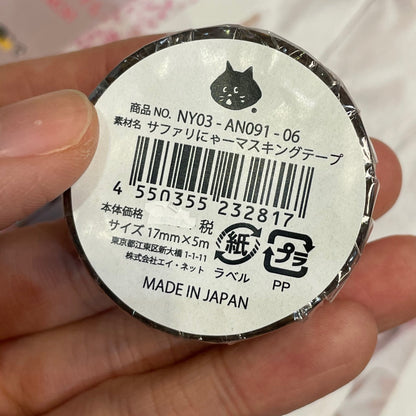 商品 NO. NY03-AN091-06
素材名 サファリにゃーマスキングテープ
4 550355 232817
本体価格 税
サイズ 17mm×5m
東京都江東区新大橋 1-1-11
株式会社エイ・ネット
紙
ラベル
プラ
PP
MADE IN JAPAN